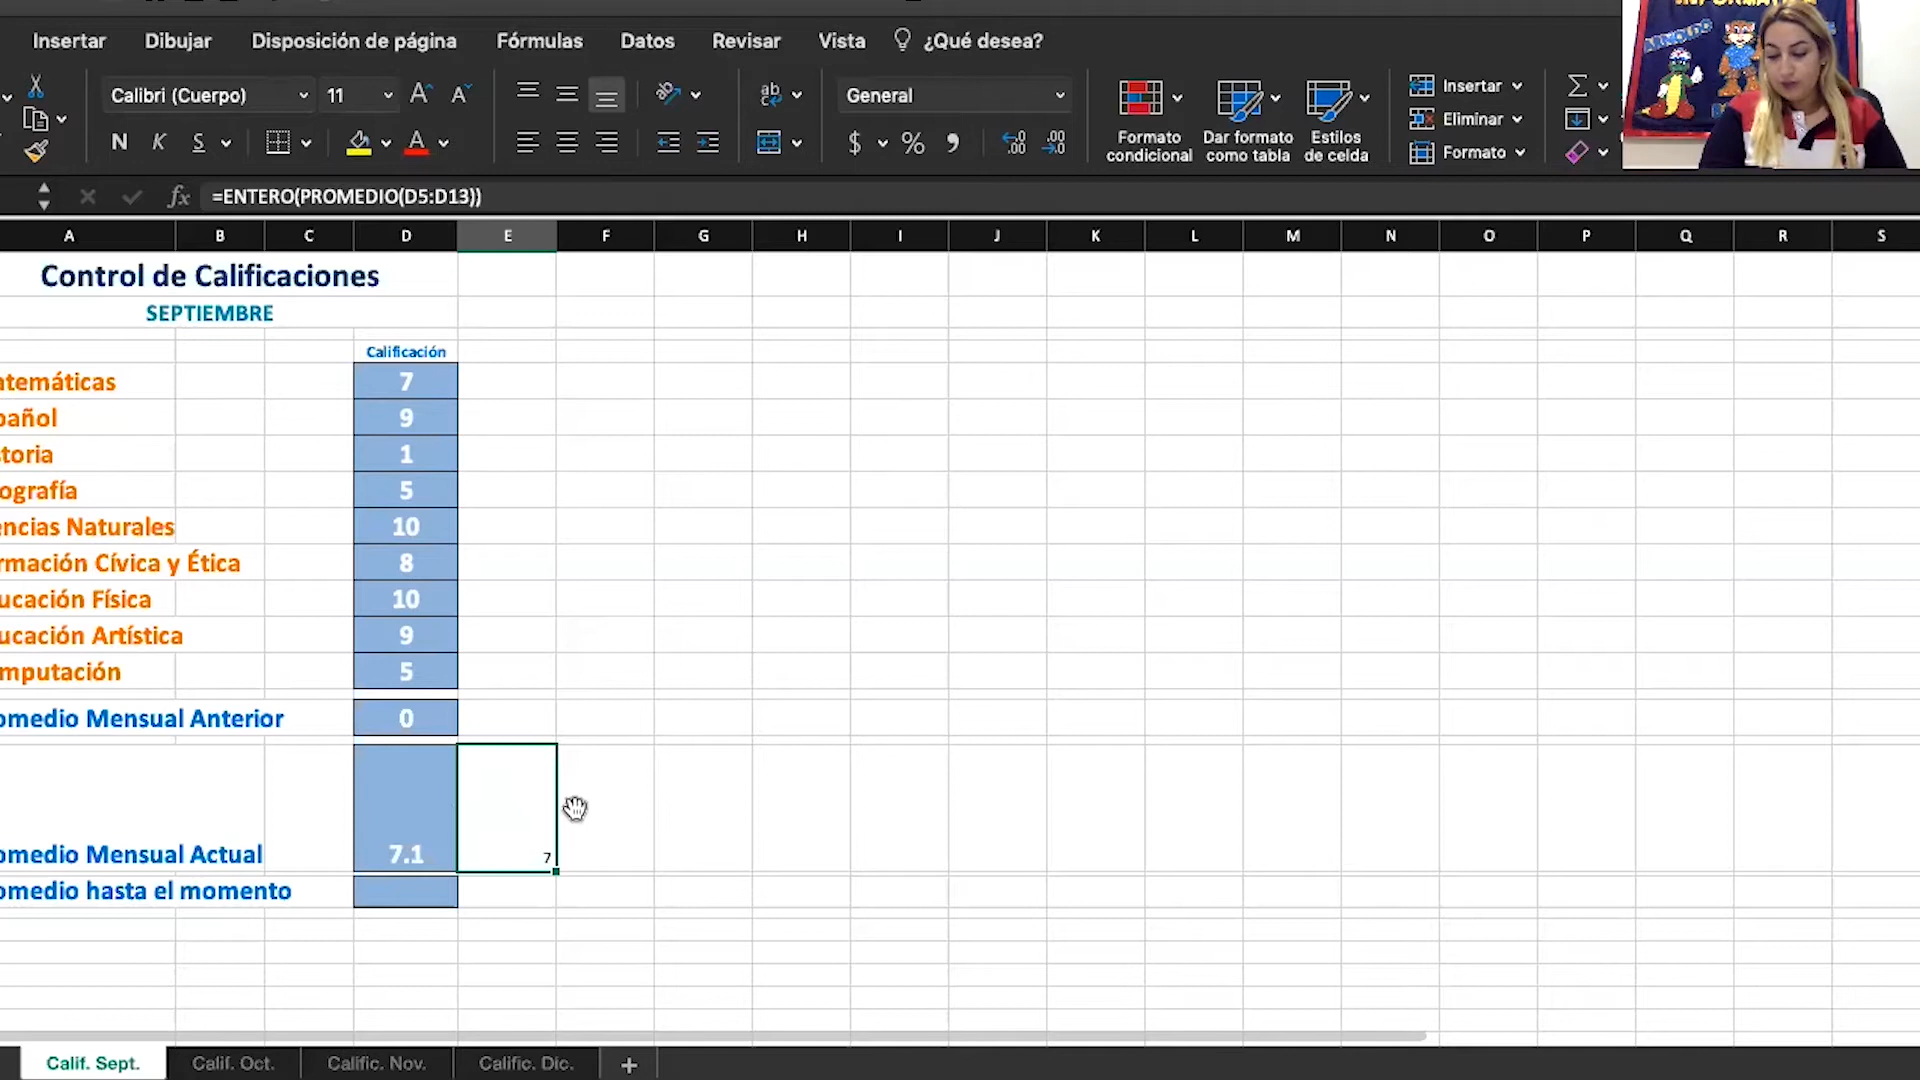 Insertar Dibujar Disposición de página Fórmulas Datos Revisar Vista ¿Qué desea?
Calibri (Cuerpo) 11 General
N K S
Formato condicional
Dar formato como tabla
Estilos de celda
Insertar
Eliminar
Formato
ARNOLD
fx =ENTERO(PROMEDIO(D5:D13))
A B C D E F G H I J K L M N O P Q R S
Control de Calificaciones
SEPTIEMBRE
Calificación
temáticas 7
pañol 9
toria 1
ografía 5
encias Naturales 10
rmación Cívica y Ética 8
ucación Física 10
ucación Artística 9
mputación 5
omedio Mensual Anterior 0
omedio Mensual Actual 7.1 7
omedio hasta el momento
Calif. Sept. Calif. Oct. Calific. Nov. Calific. Dic. +